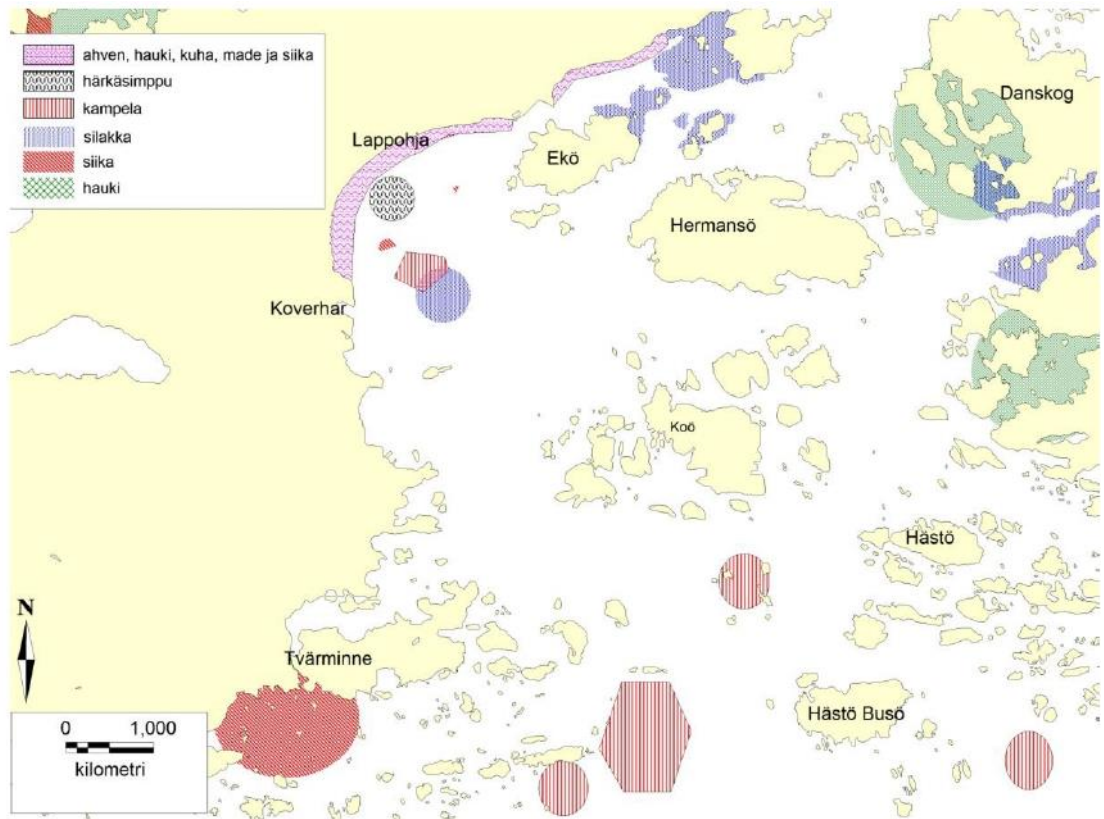 ahven, hauki, kuha, made ja siika
härkäsimppu
kampela
silakka
siika
hauki
Danskog
Lappohja
Ekö
Hermansö
Koverhar
Koö
Hästö
N
Tvärminne
Hästö Busö
0 1,000
kilometri